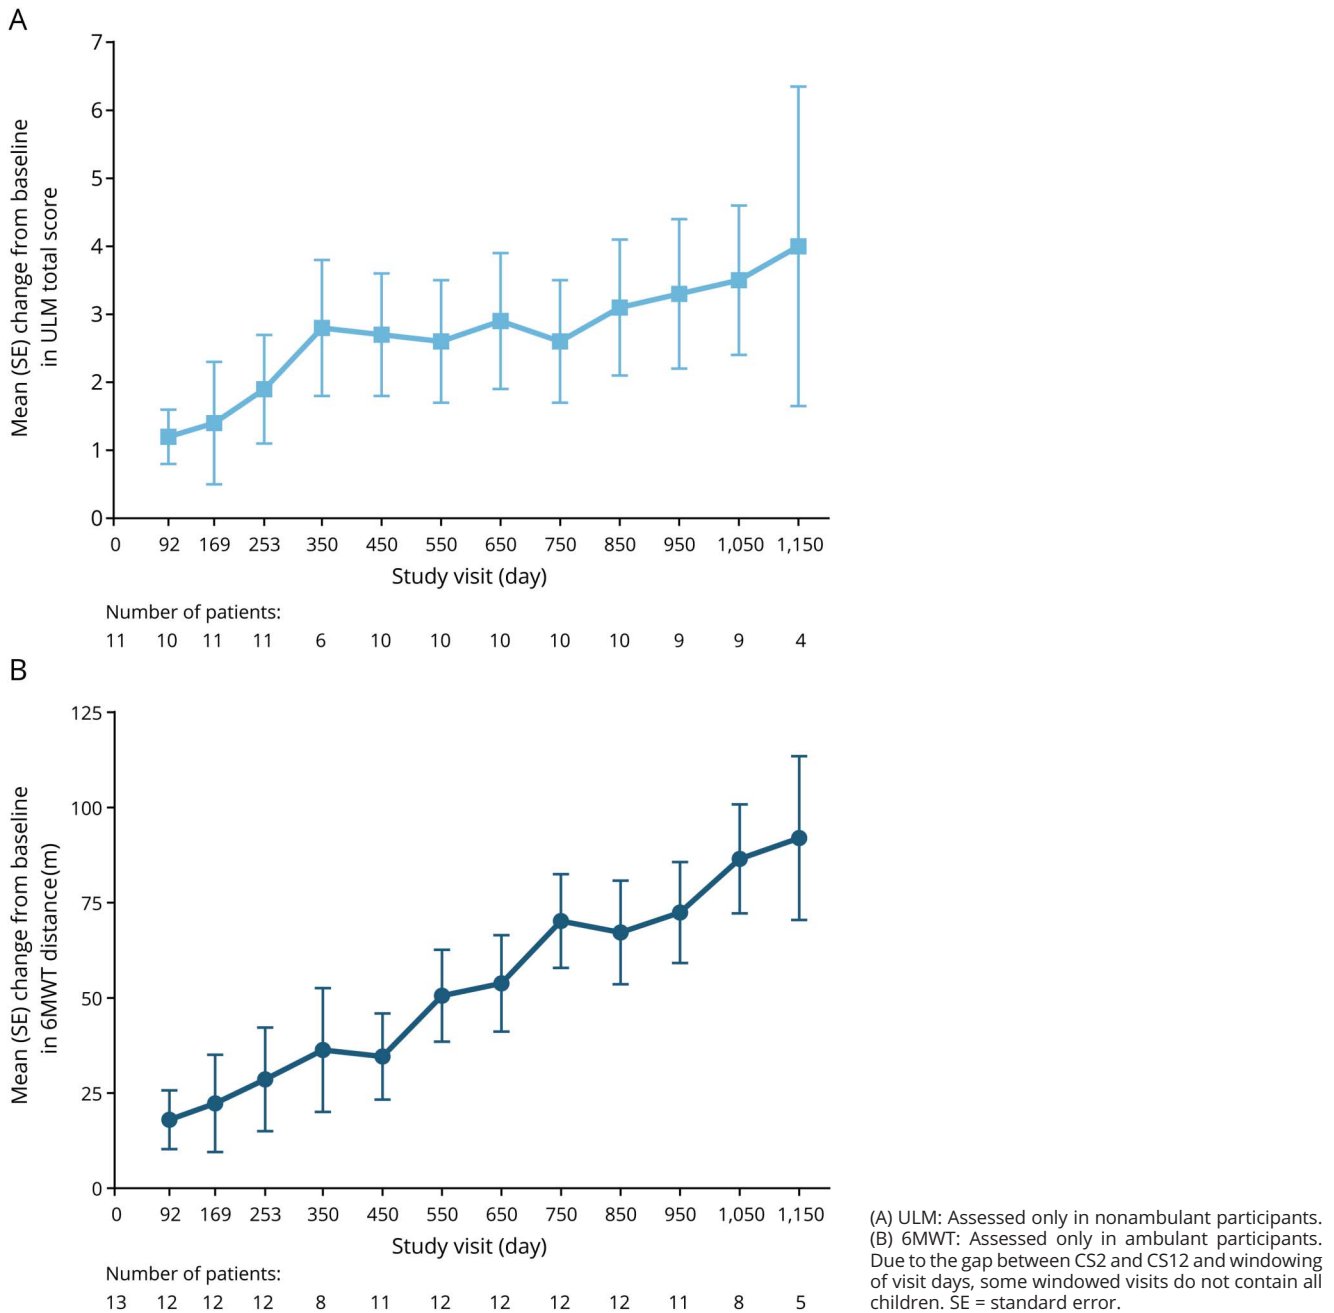 A
Mean (SE) change from baseline
in ULM total score
7
6
5
4
3
2
1
0
0 92 169 253 350 450 550 650 750 850 950 1,050 1,150
Study visit (day)
Number of patients:
11 10 11 11 6 10 10 10 10 10 9 9 4
B
Mean (SE) change from baseline
in 6MWT distance(m)
125
100
75
50
25
0
0 92 169 253 350 450 550 650 750 850 950 1,050 1,150
Study visit (day)
Number of patients:
13 12 12 12 8 11 12 12 12 12 11 8 5
(A) ULM: Assessed only in nonambulant participants.
(B) 6MWT: Assessed only in ambulant participants.
Due to the gap between CS2 and CS12 and windowing
of visit days, some windowed visits do not contain all
children. SE = standard error.